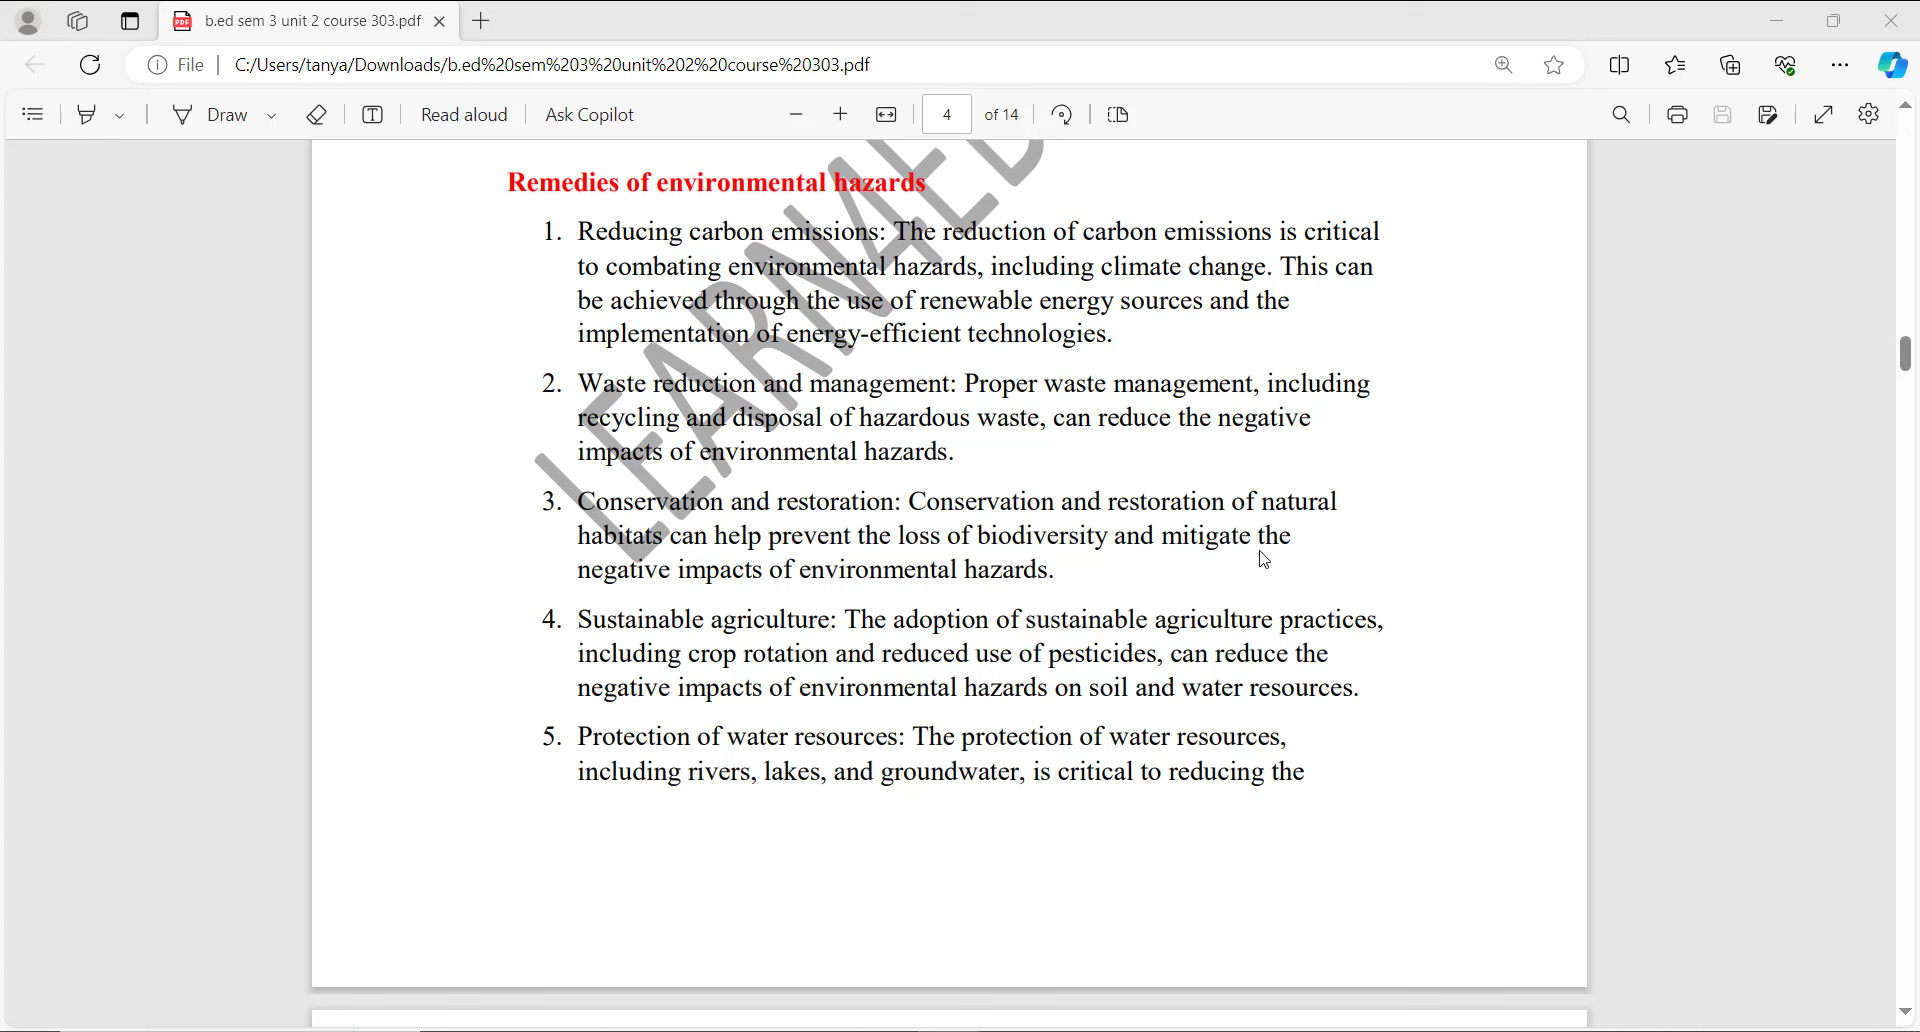 b.ed sem 3 unit 2 course 303.pdf
File C:/Users/tanya/Downloads/b.ed%20sem%203%20unit%202%20course%20303.pdf
Draw Read aloud Ask Copilot 4 of 14
Remedies of environmental hazards
1. Reducing carbon emissions: The reduction of carbon emissions is critical
to combating environmental hazards, including climate change. This can
be achieved through the use of renewable energy sources and the
implementation of energy-efficient technologies.
2. Waste reduction and management: Proper waste management, including
recycling and disposal of hazardous waste, can reduce the negative
impacts of environmental hazards.
3. Conservation and restoration: Conservation and restoration of natural
habitats can help prevent the loss of biodiversity and mitigate the
negative impacts of environmental hazards.
4. Sustainable agriculture: The adoption of sustainable agriculture practices,
including crop rotation and reduced use of pesticides, can reduce the
negative impacts of environmental hazards on soil and water resources.
5. Protection of water resources: The protection of water resources,
including rivers, lakes, and groundwater, is critical to reducing the